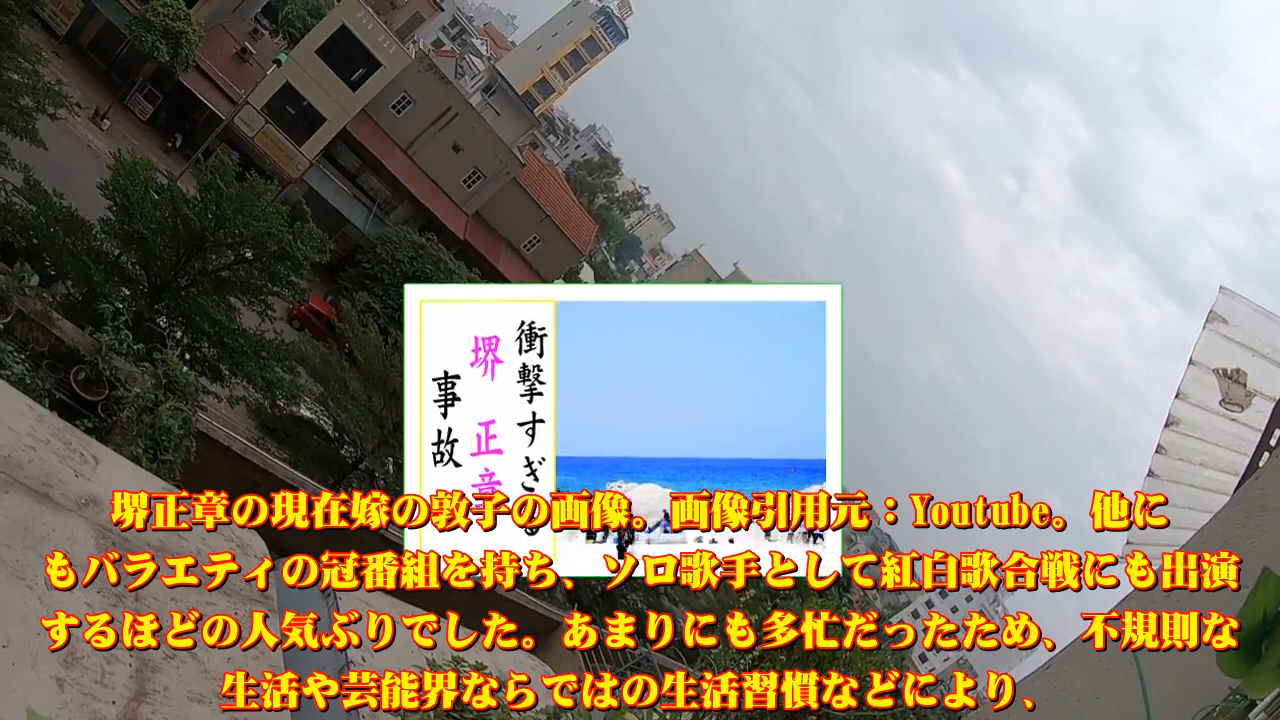 衝撃すぎる
堺 正章
事故
堺正章の現在嫁の敦子の画像。画像引用元：Youtube。他に
もバラエティの冠番組を持ち、ソロ歌手として紅白歌合戦にも出演
するほどの人気ぶりでした。あまりにも多忙だったため、不規則な
生活や芸能界ならではの生活習慣などにより、